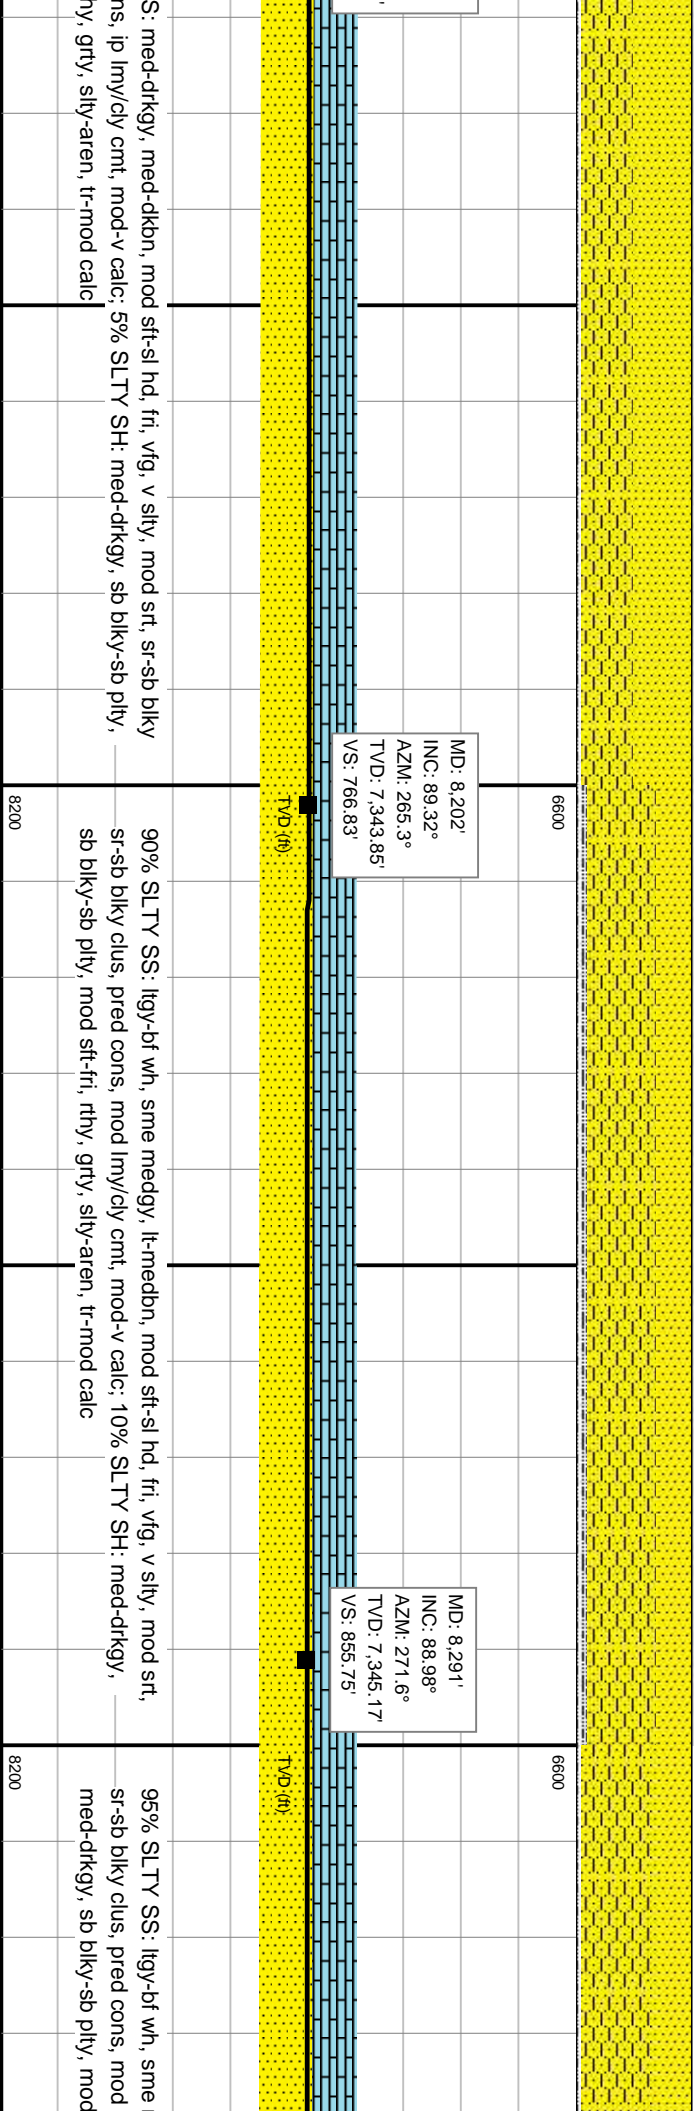 MD: 8,202'
INC: 89.32°
AZM: 265.3°
TVD: 7,343.85'
VS: 766.83'
MD: 8,291'
INC: 88.98°
AZM: 271.6°
TVD: 7,345.17'
VS: 855.75'
6600
6600
TVD (ft)
TVD (ft)
8200
8200
S: med-drkgy, med-dkbn, mod sft-sl hd, fri, vfg, v slty, mod srt, sr-sb blky
ns, ip lmy/cly cmt, mod-v calc; 5% SLTY SH: med-drkgy, sb blky-sb plty,
hy, grty, slty-aren, tr-mod calc
90% SLTY SS: ltgy-bf wh, sme medgy, lt-medbn, mod sft-sl hd, fri, vfg, v slty, mod srt,
sr-sb blky clus, pred cons, mod lmy/cly cmt, mod-v calc; 10% SLTY SH: med-drkgy,
sb blky-sb plty, mod sft-fri, rthy, grty, slty-aren, tr-mod calc
95% SLTY SS: ltgy-bf wh, sme
sr-sb blky clus, pred cons, mod
med-drkgy, sb blky-sb plty, mod